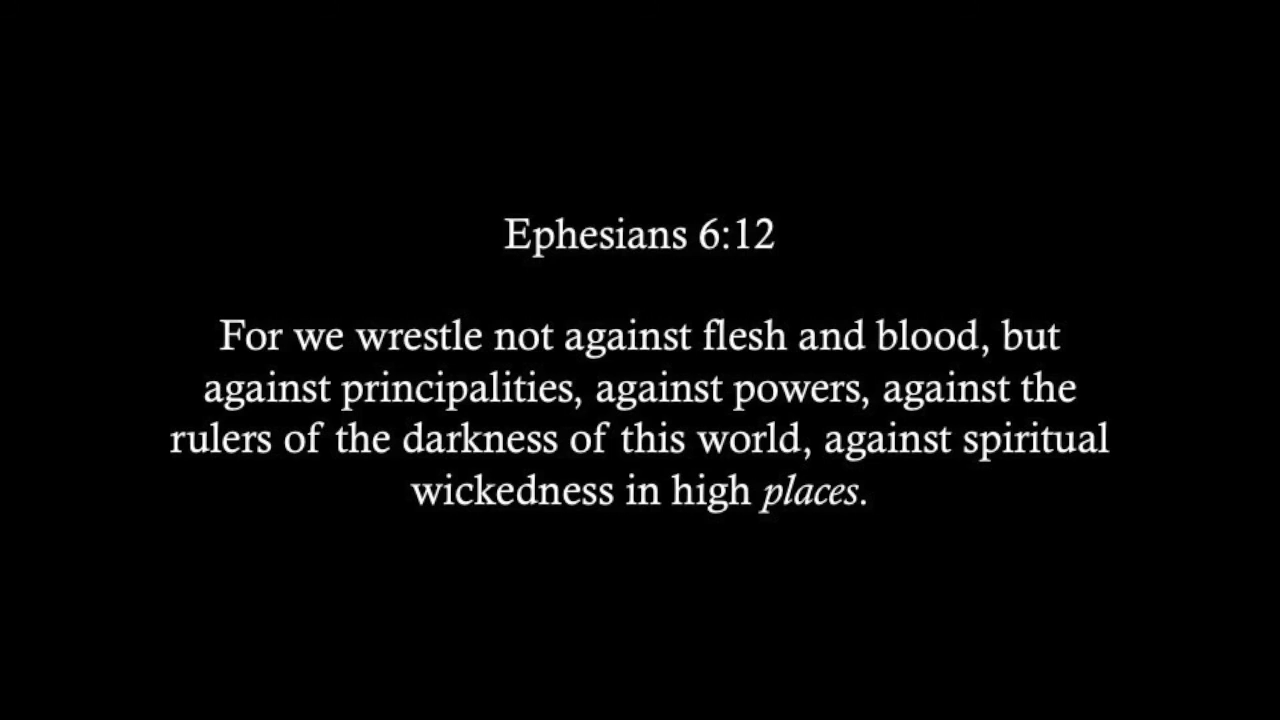 Ephesians 6:12
For we wrestle not against flesh and blood, but
against principalities, against powers, against the
rulers of the darkness of this world, against spiritual
wickedness in high places.